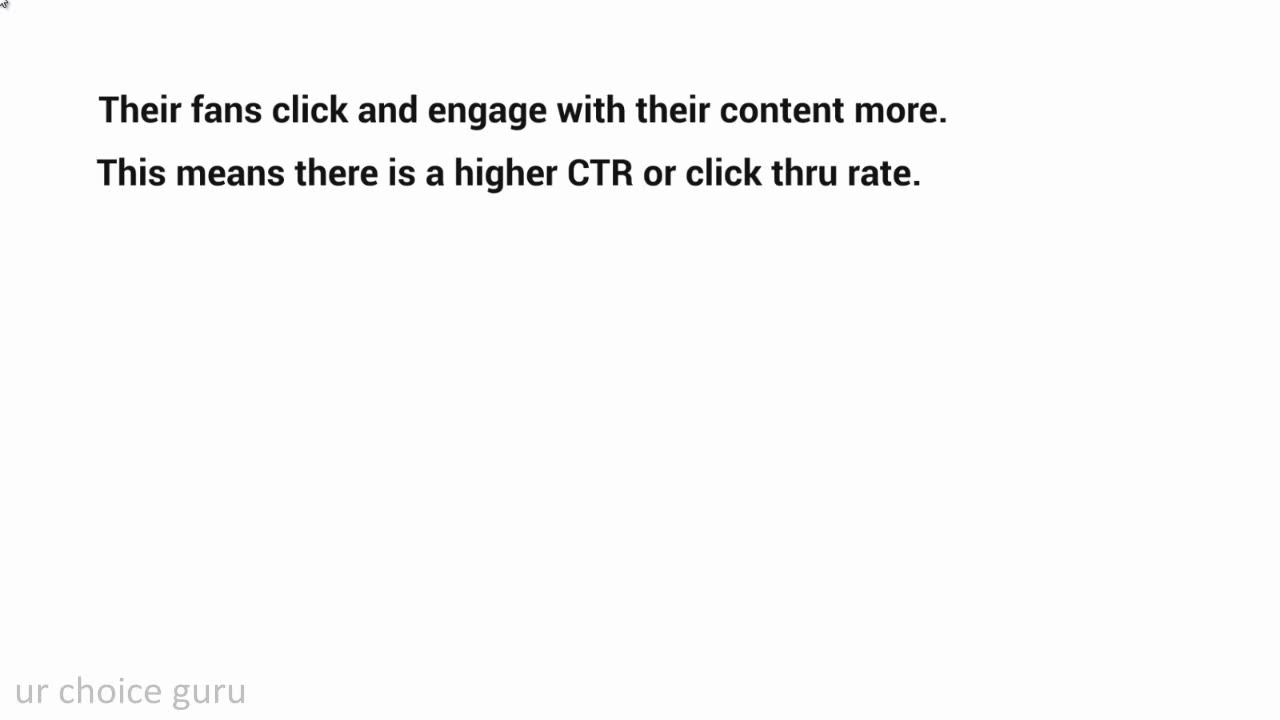 Their fans click and engage with their content more.
This means there is a higher CTR or click thru rate.
ur choice guru